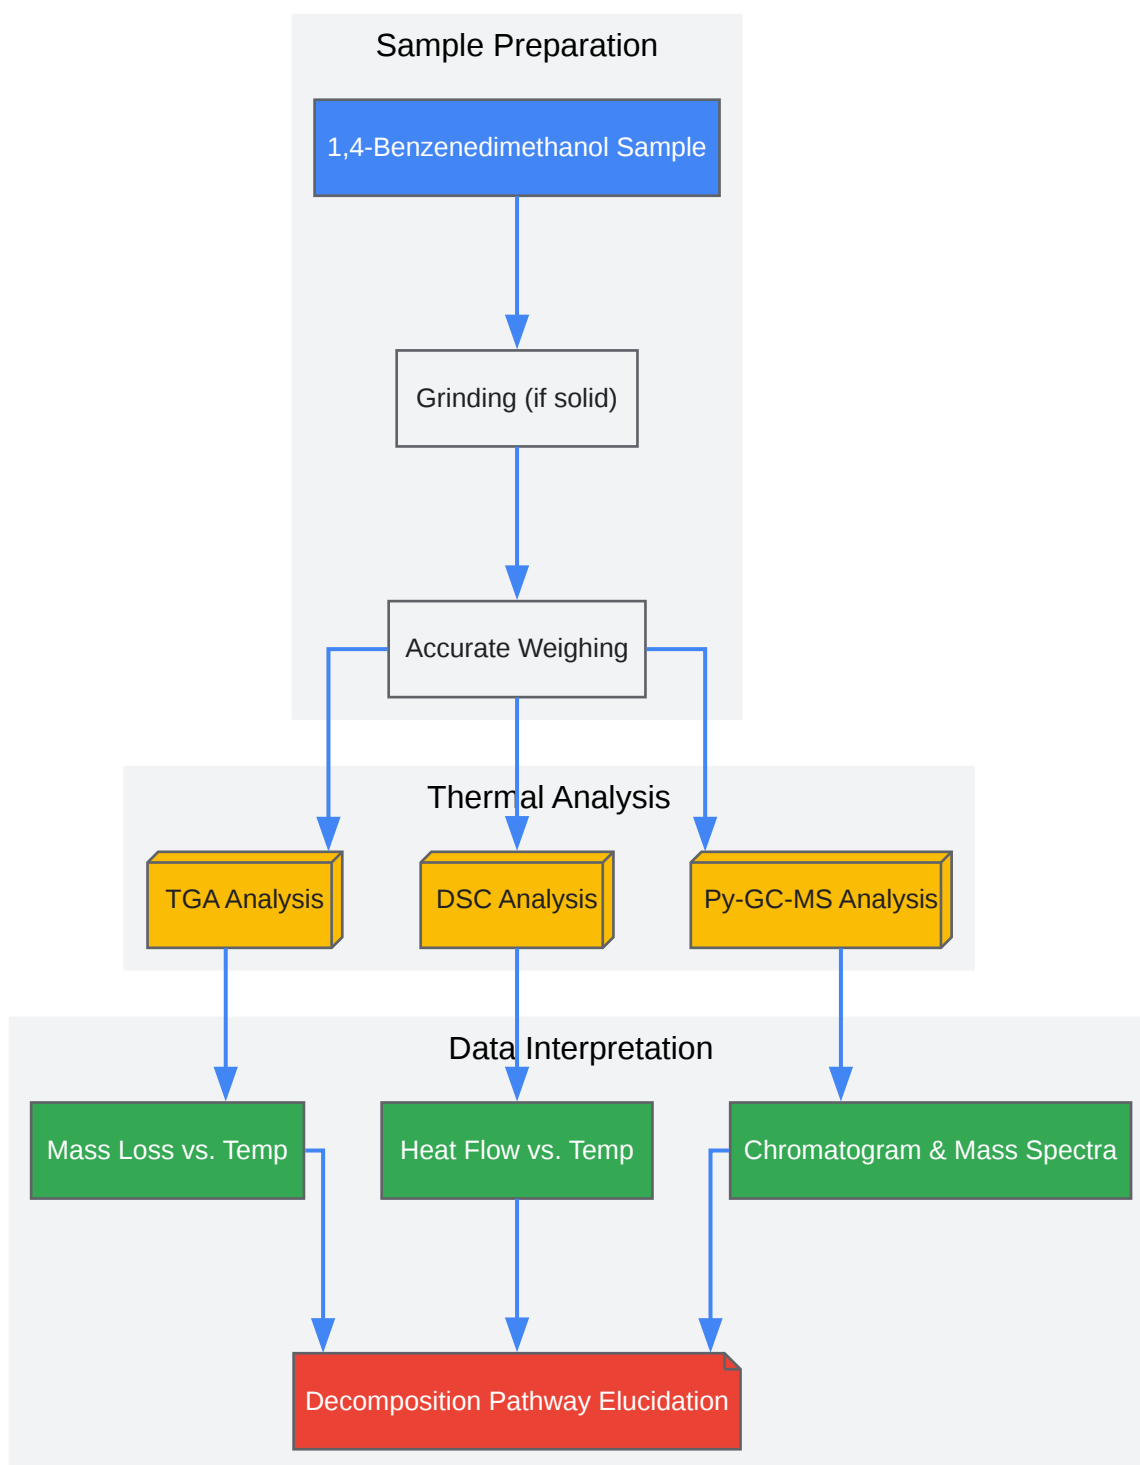 Sample Preparation
1,4-Benzenedimethanol Sample
Grinding (if solid)
Accurate Weighing
Thermal Analysis
TGA Analysis
DSC Analysis
Py-GC-MS Analysis
Data Interpretation
Mass Loss vs. Temp
Heat Flow vs. Temp
Chromatogram & Mass Spectra
Decomposition Pathway Elucidation